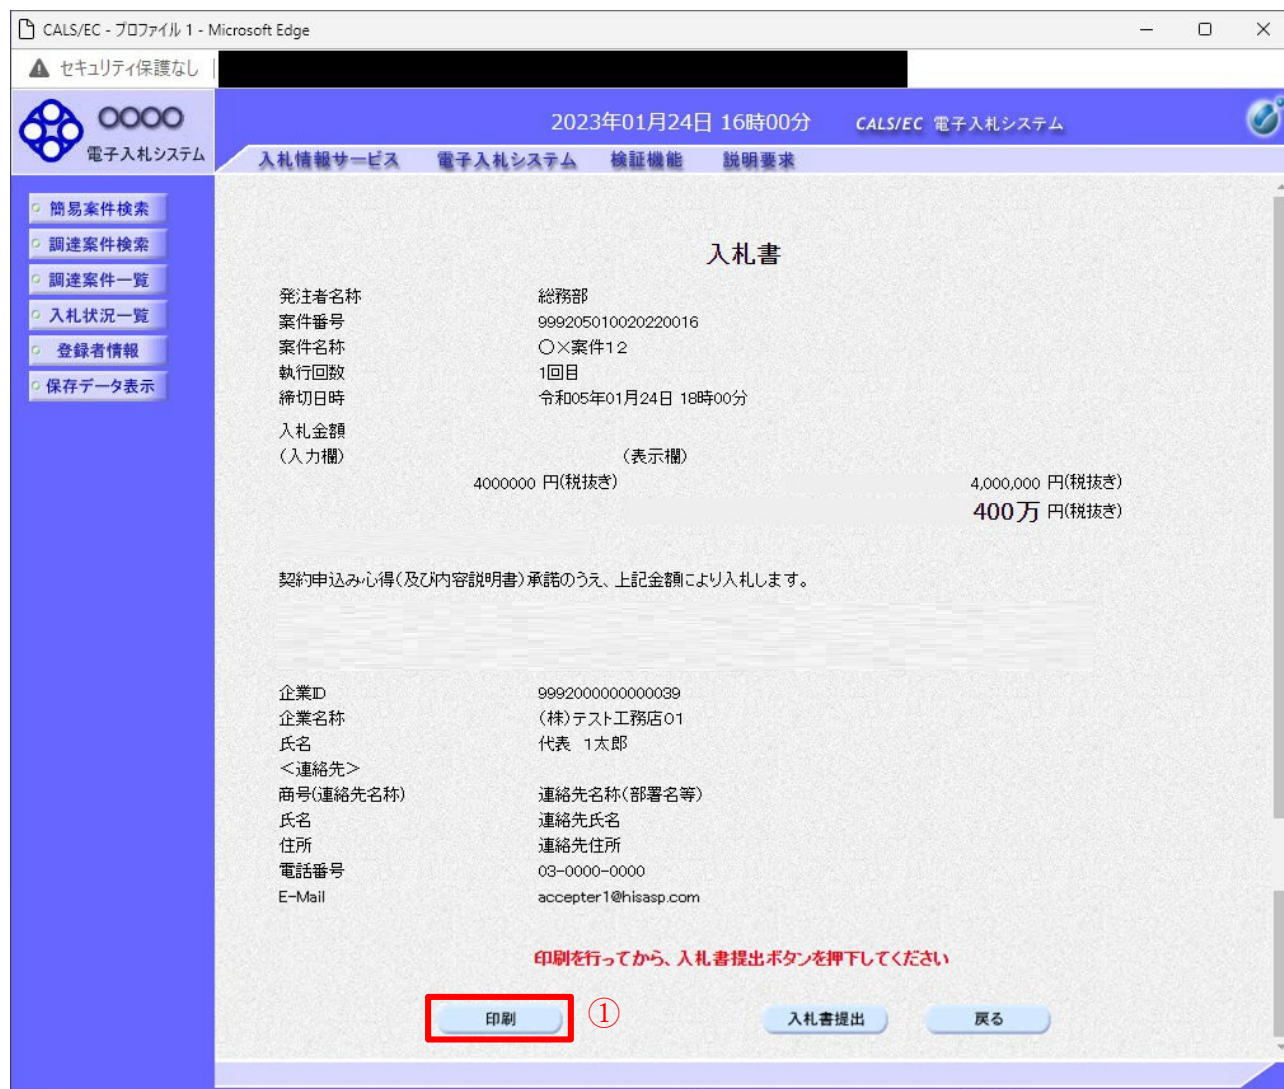 CALS/EC - プロファイル 1 - Microsoft Edge
セキュリティ保護なし
〇〇〇〇
電子入札システム
2023年01月24日 16時00分
CALS/EC 電子入札システム
入札情報サービス 電子入札システム 検証機能 説明要求
簡易案件検索
調達案件検索
調達案件一覧
入札状況一覧
登録者情報
保存データ表示
入札書
発注者名称 総務部
案件番号 999205010020220016
案件名称 〇×案件12
執行回数 1回目
締切日時 令和05年01月24日 18時00分
入札金額
(入力欄) (表示欄)
4000000 円(税抜き) 4,000,000 円(税抜き)
400万 円(税抜き)
契約申込み心得(及び内容説明書)承諾のうえ、上記金額により入札します。
企業ID 9992000000000039
企業名称 (株)テスト工務店01
氏名 代表 1太郎
<連絡先>
商号(連絡先名称) 連絡先名称(部署名等)
氏名 連絡先氏名
住所 連絡先住所
電話番号 03-0000-0000
E-Mail accepter1@hisasp.com
印刷を行ってから、入札書提出ボタンを押下してください
印刷 ① 入札書提出 戻る